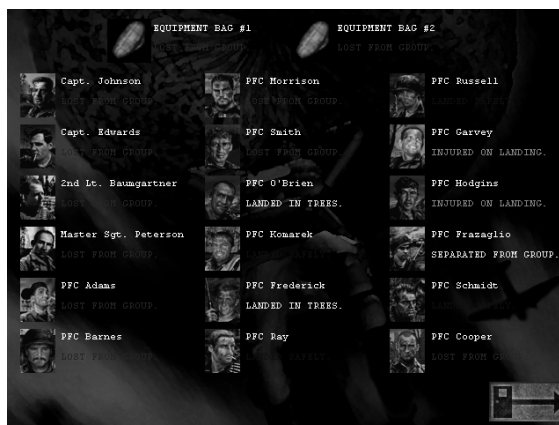 EQUIPMENT BAG #1
LOST FROM GROUP.
EQUIPMENT BAG #2
LOST FROM GROUP.
Capt. Johnson
LOST FROM GROUP.
PFC Morrison
LOST FROM GROUP.
PFC Russell
LANDED SAFELY.
Capt. Edwards
LOST FROM GROUP.
PFC Smith
LOST FROM GROUP.
PFC Garvey
INJURED ON LANDING.
2nd Lt. Baumgartner
LOST FROM GROUP.
PFC O'Brien
LANDED IN TREES.
PFC Hodgins
INJURED ON LANDING.
Master Sgt. Peterson
LOST FROM GROUP.
PFC Komarek
LANDED SAFELY.
PFC Frazaglio
SEPARATED FROM GROUP.
PFC Adams
LOST FROM GROUP.
PFC Frederick
LANDED IN TREES.
PFC Schmidt
PFC Barnes
LOST FROM GROUP.
PFC Ray
LANDED SAFELY.
PFC Cooper
LOST FROM